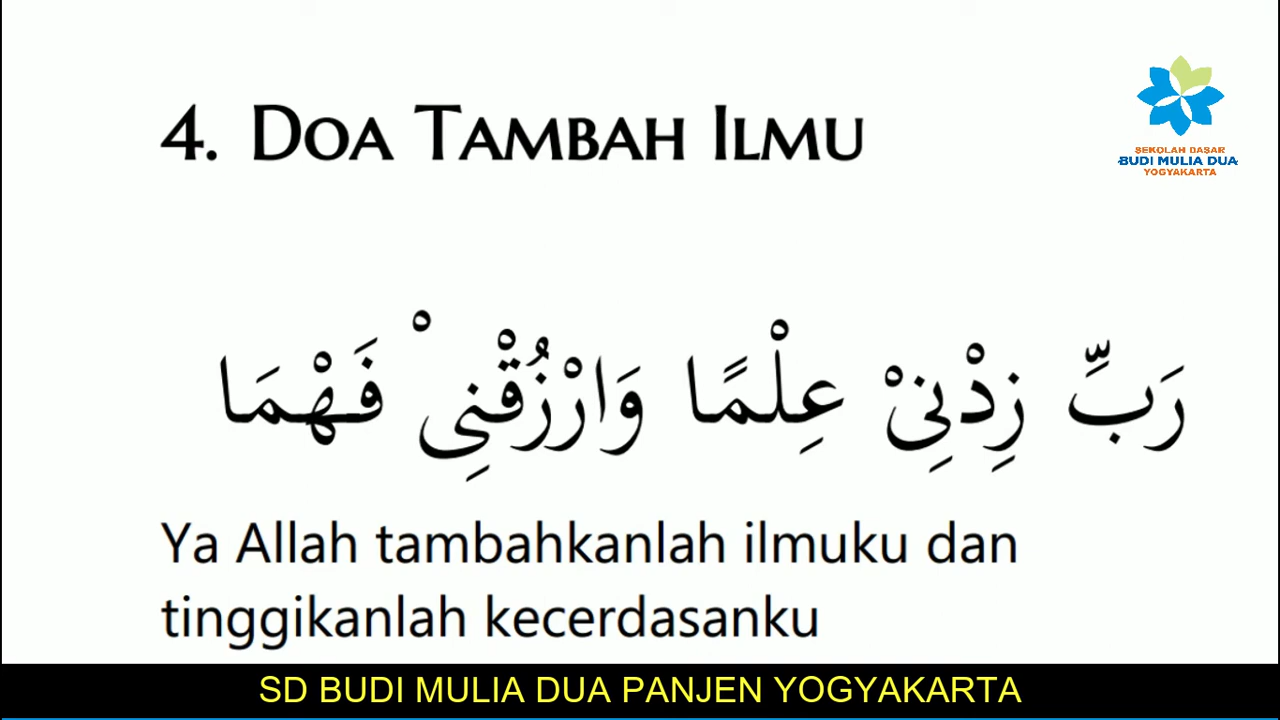 4. DOA TAMBAH ILMU
SEKOLAH DASAR
BUDI MULIA DUA
YOGYAKARTA
رَبِّ زِدْنِىْ عِلْمًا وَارْزُقْنِىْ فَهْمَا
Ya Allah tambahkanlah ilmuku dan
tinggikanlah kecerdasanku
SD BUDI MULIA DUA PANJEN YOGYAKARTA